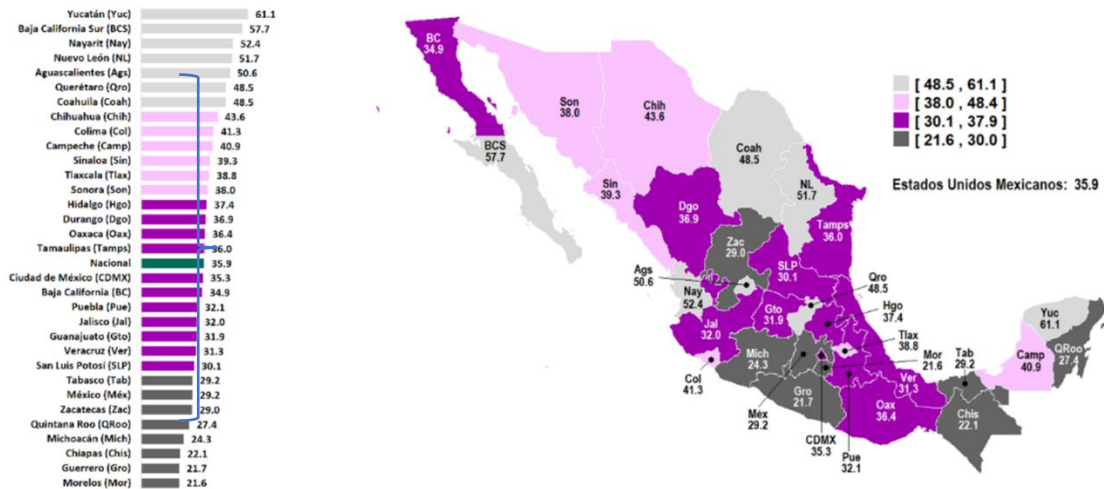 Yucatán (Yuc) 61.1
Baja California Sur (BCS) 57.7
Nayarit (Nay) 52.4
Nuevo León (NL) 51.7
Aguascalientes (Ags) 50.6
Querétaro (Qro) 48.5
Coahuila (Coah) 48.5
Chihuahua (Chih) 43.6
Colima (Col) 41.3
Campeche (Camp) 40.9
Sinaloa (Sin) 39.3
Tlaxcala (Tlax) 38.8
Sonora (Son) 38.0
Hidalgo (Hgo) 37.4
Durango (Dgo) 36.9
Oaxaca (Oax) 36.4
Tamaulipas (Tamps) 36.0
Nacional 35.9
Ciudad de México (CDMX) 35.3
Baja California (BC) 34.9
Puebla (Pue) 32.1
Jalisco (Jal) 32.0
Guanajuato (Gto) 31.9
Veracruz (Ver) 31.3
San Luis Potosí (SLP) 30.1
Tabasco (Tab) 29.2
México (Méx) 29.2
Zacatecas (Zac) 29.0
Quintana Roo (QRoo) 27.4
Michoacán (Mich) 24.3
Chiapas (Chis) 22.1
Guerrero (Gro) 21.7
Morelos (Mor) 21.6
BC
34.9
Son
38.0
Chih
43.6
BCS
57.7
Coah
48.5
Sin
39.3
NL
51.7
Dgo
36.9
Tamps
36.0
Zac
29.0
SLP
30.1
Ags
50.6
Nay
52.4
Qro
48.5
Gto
31.9
Hgo
37.4
Jal
32.0
Tlax
38.8
Yuc
61.1
QRoo
27.4
Camp
40.9
Mich
24.3
Mor
21.6
Tab
29.2
Col
41.3
Ver
31.3
Gro
21.7
Oax
36.4
Chis
22.1
Méx
29.2
CDMX
35.3
Pue
32.1
[ 48.5 , 61.1 ]
[ 38.0 , 48.4 ]
[ 30.1 , 37.9 ]
[ 21.6 , 30.0 ]
Estados Unidos Mexicanos: 35.9